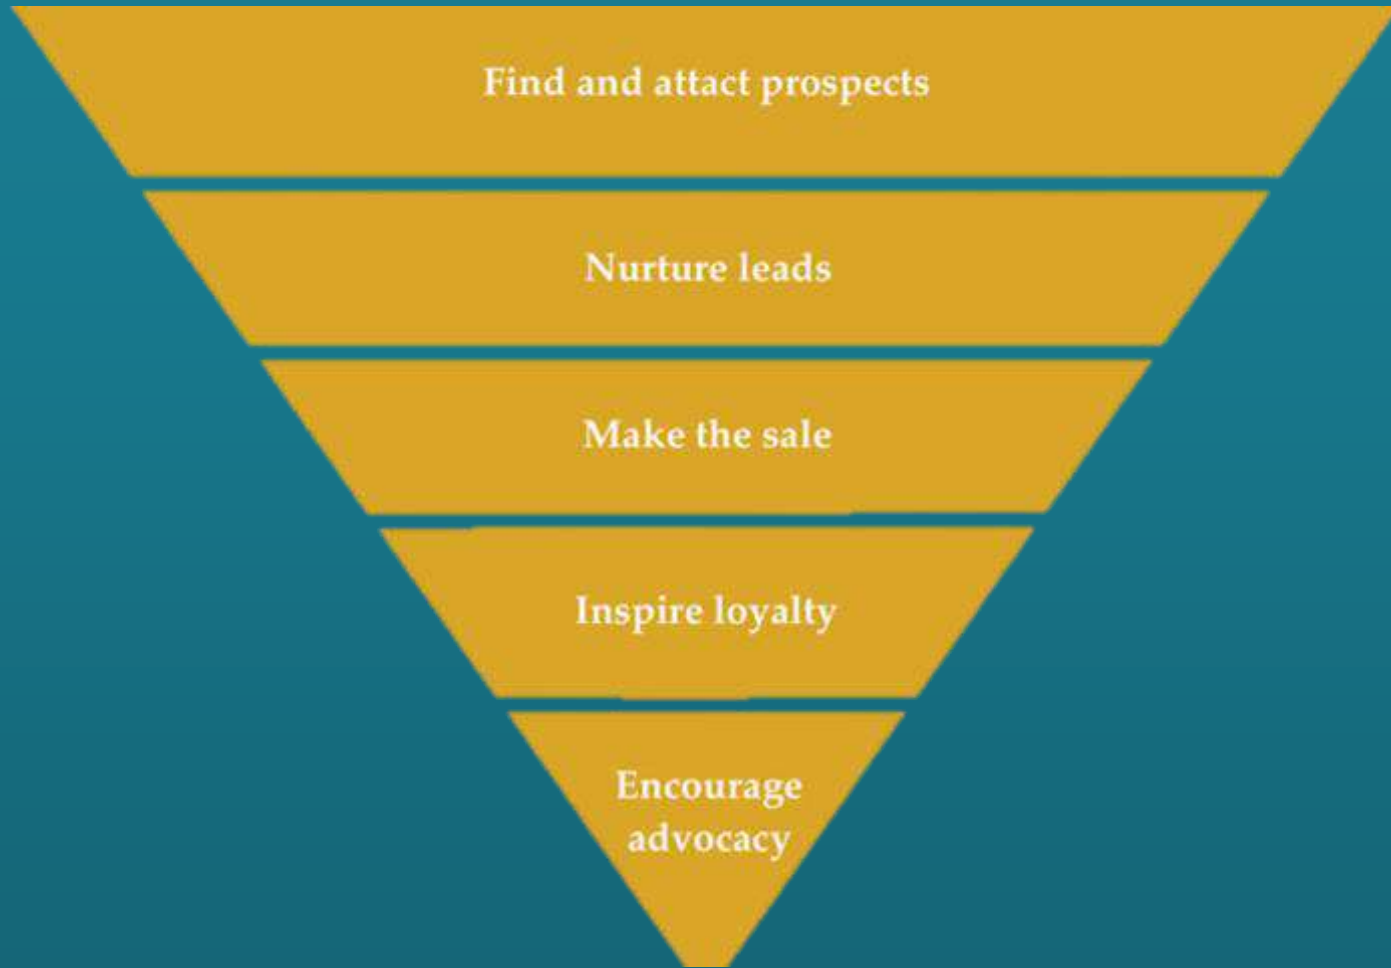 Find and attact prospects
Nurture leads
Make the sale
Inspire loyalty
Encourage
advocacy